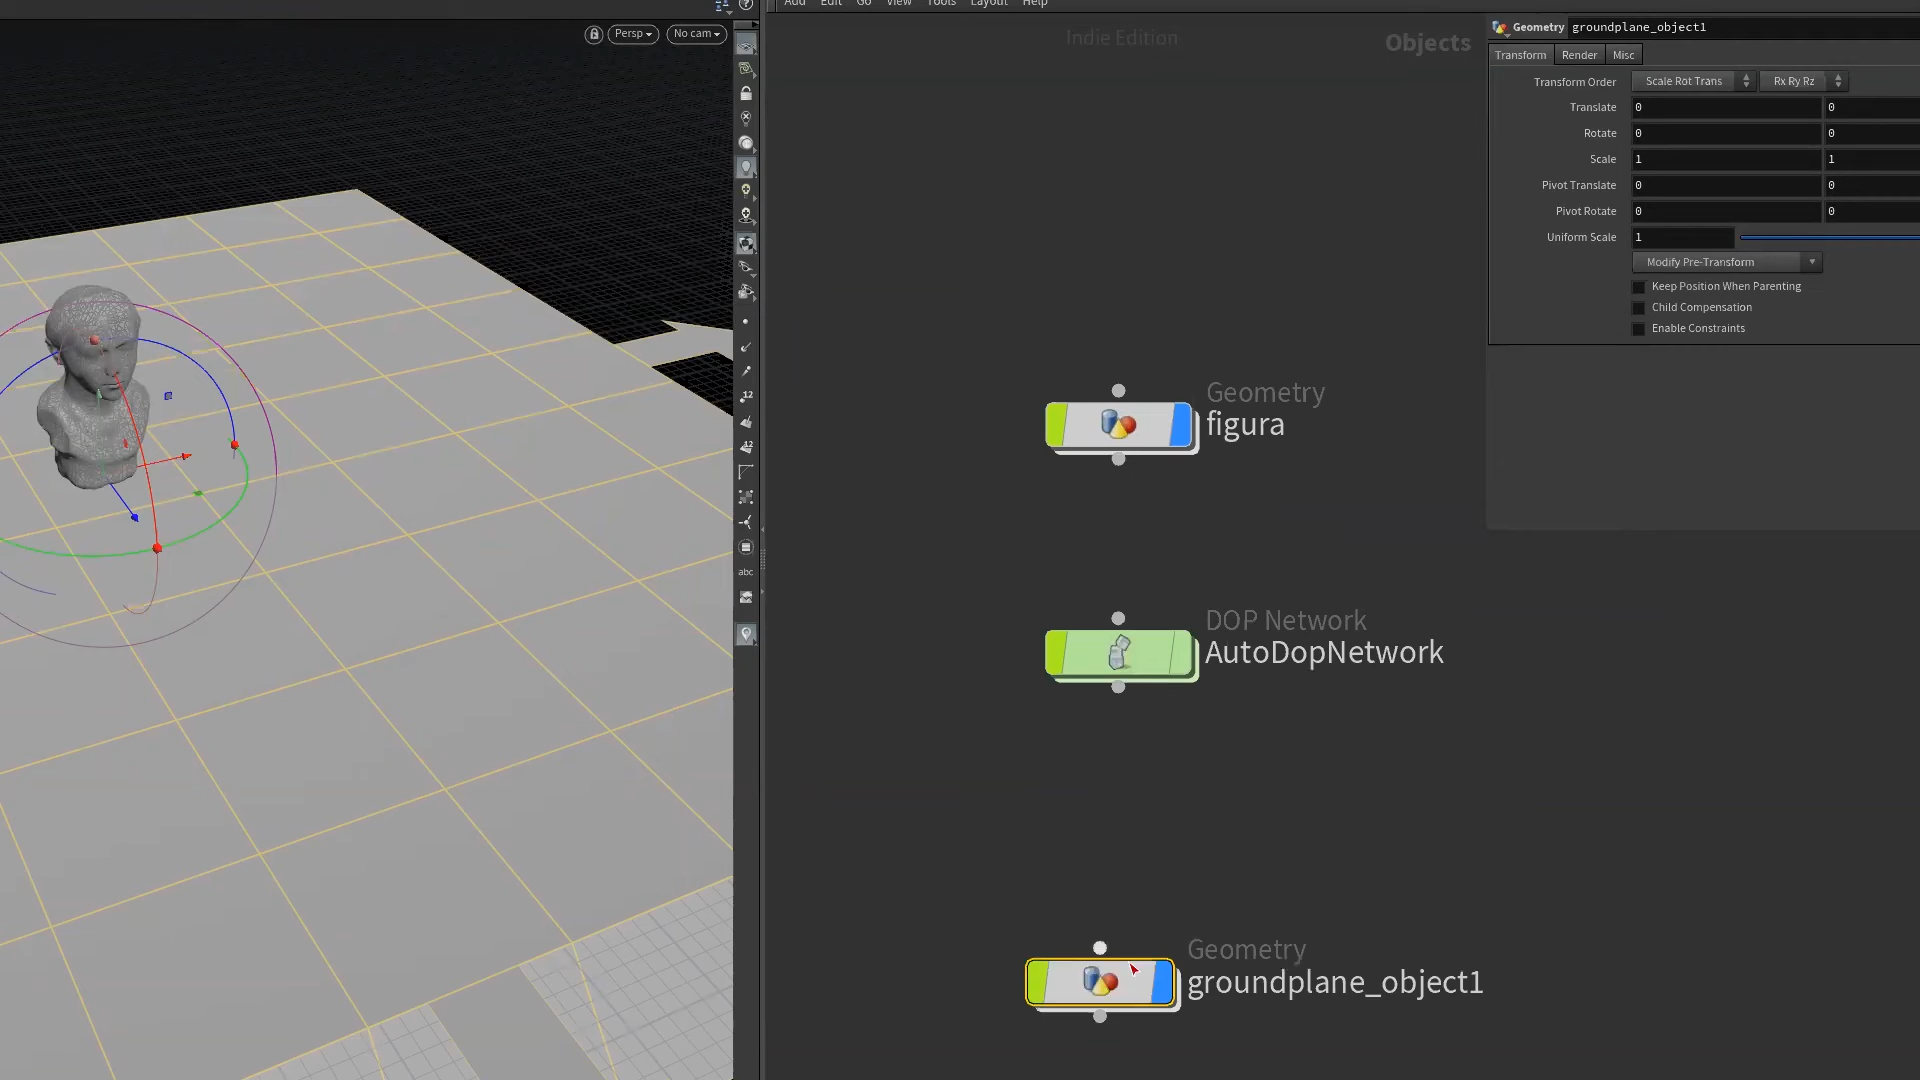 Add Edit Go View Tools Layout Help
Persp
No cam
Indie Edition
Objects
Geometry groundplane_object1
Transform Render Misc
Transform Order Scale Rot Trans Rx Ry Rz
Translate 0 0
Rotate 0 0
Scale 1 1
Pivot Translate 0 0
Pivot Rotate 0 0
Uniform Scale 1
Modify Pre-Transform
Keep Position When Parenting
Child Compensation
Enable Constraints
12
12
abc
Geometry
figura
DOP Network
AutoDopNetwork
Geometry
groundplane_object1